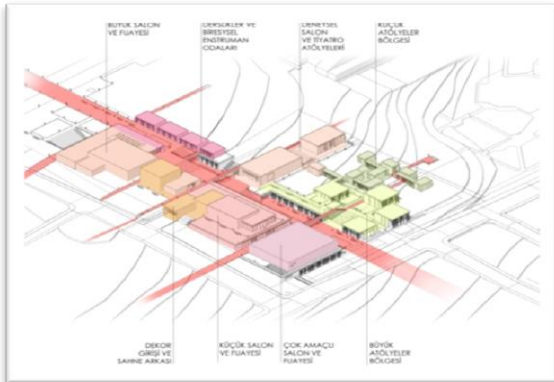 BÜYÜK SALON
VE FUAYESİ
DERSLİKLER VE
BİREYSEL
ENSTRUMAN
ODALARI
DENEYSEL
SALON
VE TİYATRO
ATÖLYELERİ
KÜÇÜK
ATÖLYELER
BÖLGESİ
DEKOR
GİRİŞİ VE
SAHNE ARKASI
KÜÇÜK SALON
VE FUAYESİ
ÇOK AMAÇLI
SALON VE
FUAYESİ
BÜYÜK
ATÖLYELER
BÖLGESİ